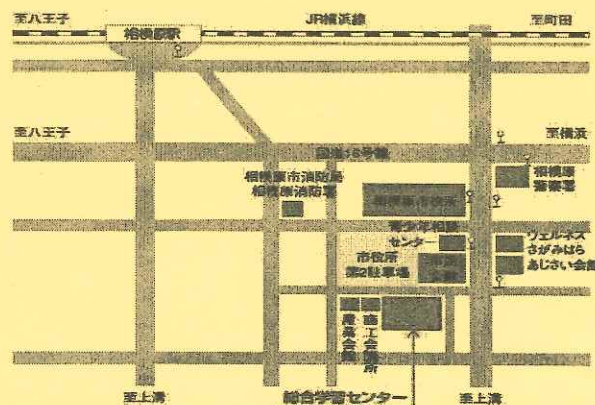 至八王子
JR横浜線
至町田
相模原駅
至八王子
国道16号線
至横浜
相模原市消防局
相模原消防署
相模原市役所
相模原
警察署
青少年相談
センター
市役所
第2駐車場
市民
会館
ウェルネス
さがみはら
あじさい会館
産業会館
商工会議所
至上溝
総合学習センター
至上溝